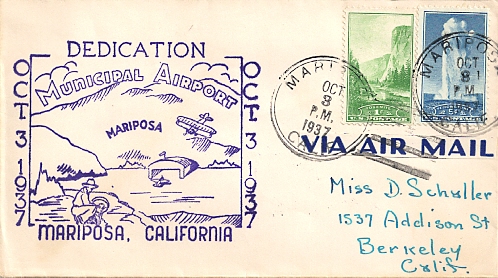 DEDICATION
MUNICIPAL AIRPORT
MARIPOSA
OCT 3 1937
OCT 3 1937
MARIPOSA, CALIFORNIA
OCT
8
P.M.
1937
CALIF.
MARIPOSA
OCT
8
P.M.
VIA AIR MAIL
Miss D. Schuller
1537 Addison St
Berkeley
Calif.